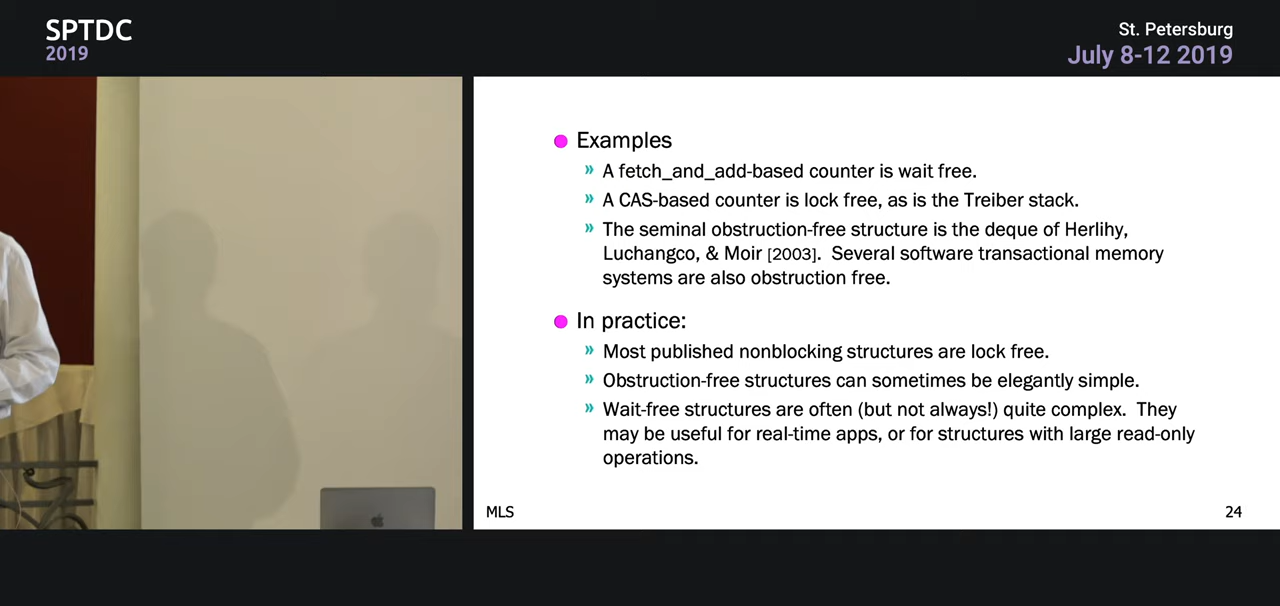 SPTDC
2019
St. Petersburg
July 8-12 2019
Examples
» A fetch_and_add-based counter is wait free.
» A CAS-based counter is lock free, as is the Treiber stack.
» The seminal obstruction-free structure is the deque of Herlihy,
Luchangco, & Moir [2003]. Several software transactional memory
systems are also obstruction free.
In practice:
» Most published nonblocking structures are lock free.
» Obstruction-free structures can sometimes be elegantly simple.
» Wait-free structures are often (but not always!) quite complex. They
may be useful for real-time apps, or for structures with large read-only
operations.
MLS
24